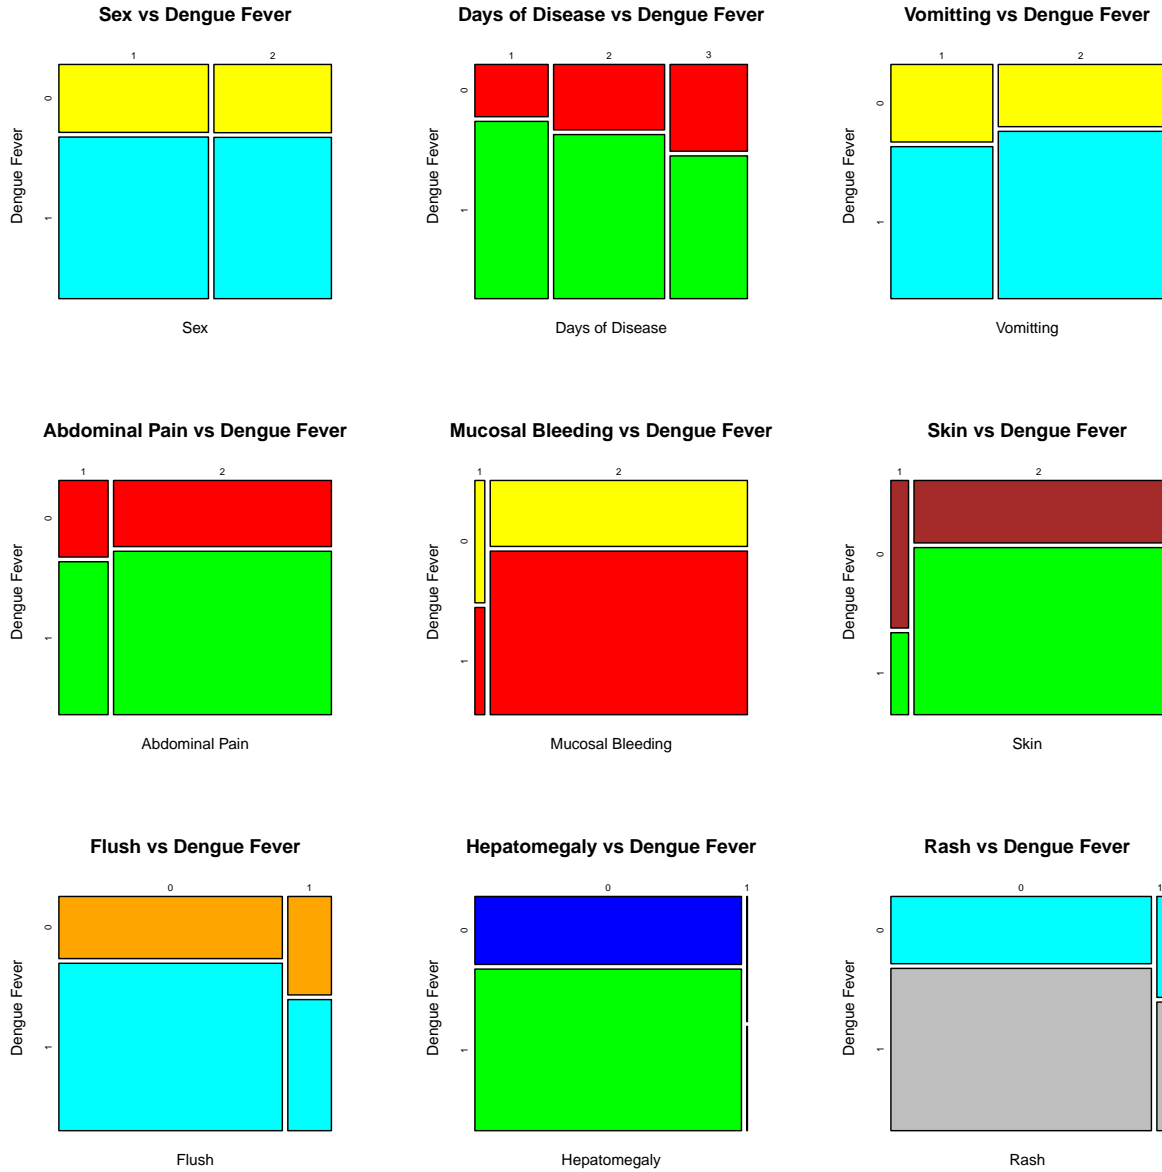 Sex vs Dengue Fever
1 2
0
1
Dengue Fever
Sex
Days of Disease vs Dengue Fever
1 2 3
0
1
Dengue Fever
Days of Disease
Vomitting vs Dengue Fever
1 2
0
1
Dengue Fever
Vomitting
Abdominal Pain vs Dengue Fever
1 2
0
1
Dengue Fever
Abdominal Pain
Mucosal Bleeding vs Dengue Fever
1 2
0
1
Dengue Fever
Mucosal Bleeding
Skin vs Dengue Fever
1 2
0
1
Dengue Fever
Skin
Flush vs Dengue Fever
0 1
0
1
Dengue Fever
Flush
Hepatomegaly vs Dengue Fever
0 1
0
1
Dengue Fever
Hepatomegaly
Rash vs Dengue Fever
0 1
0
1
Dengue Fever
Rash